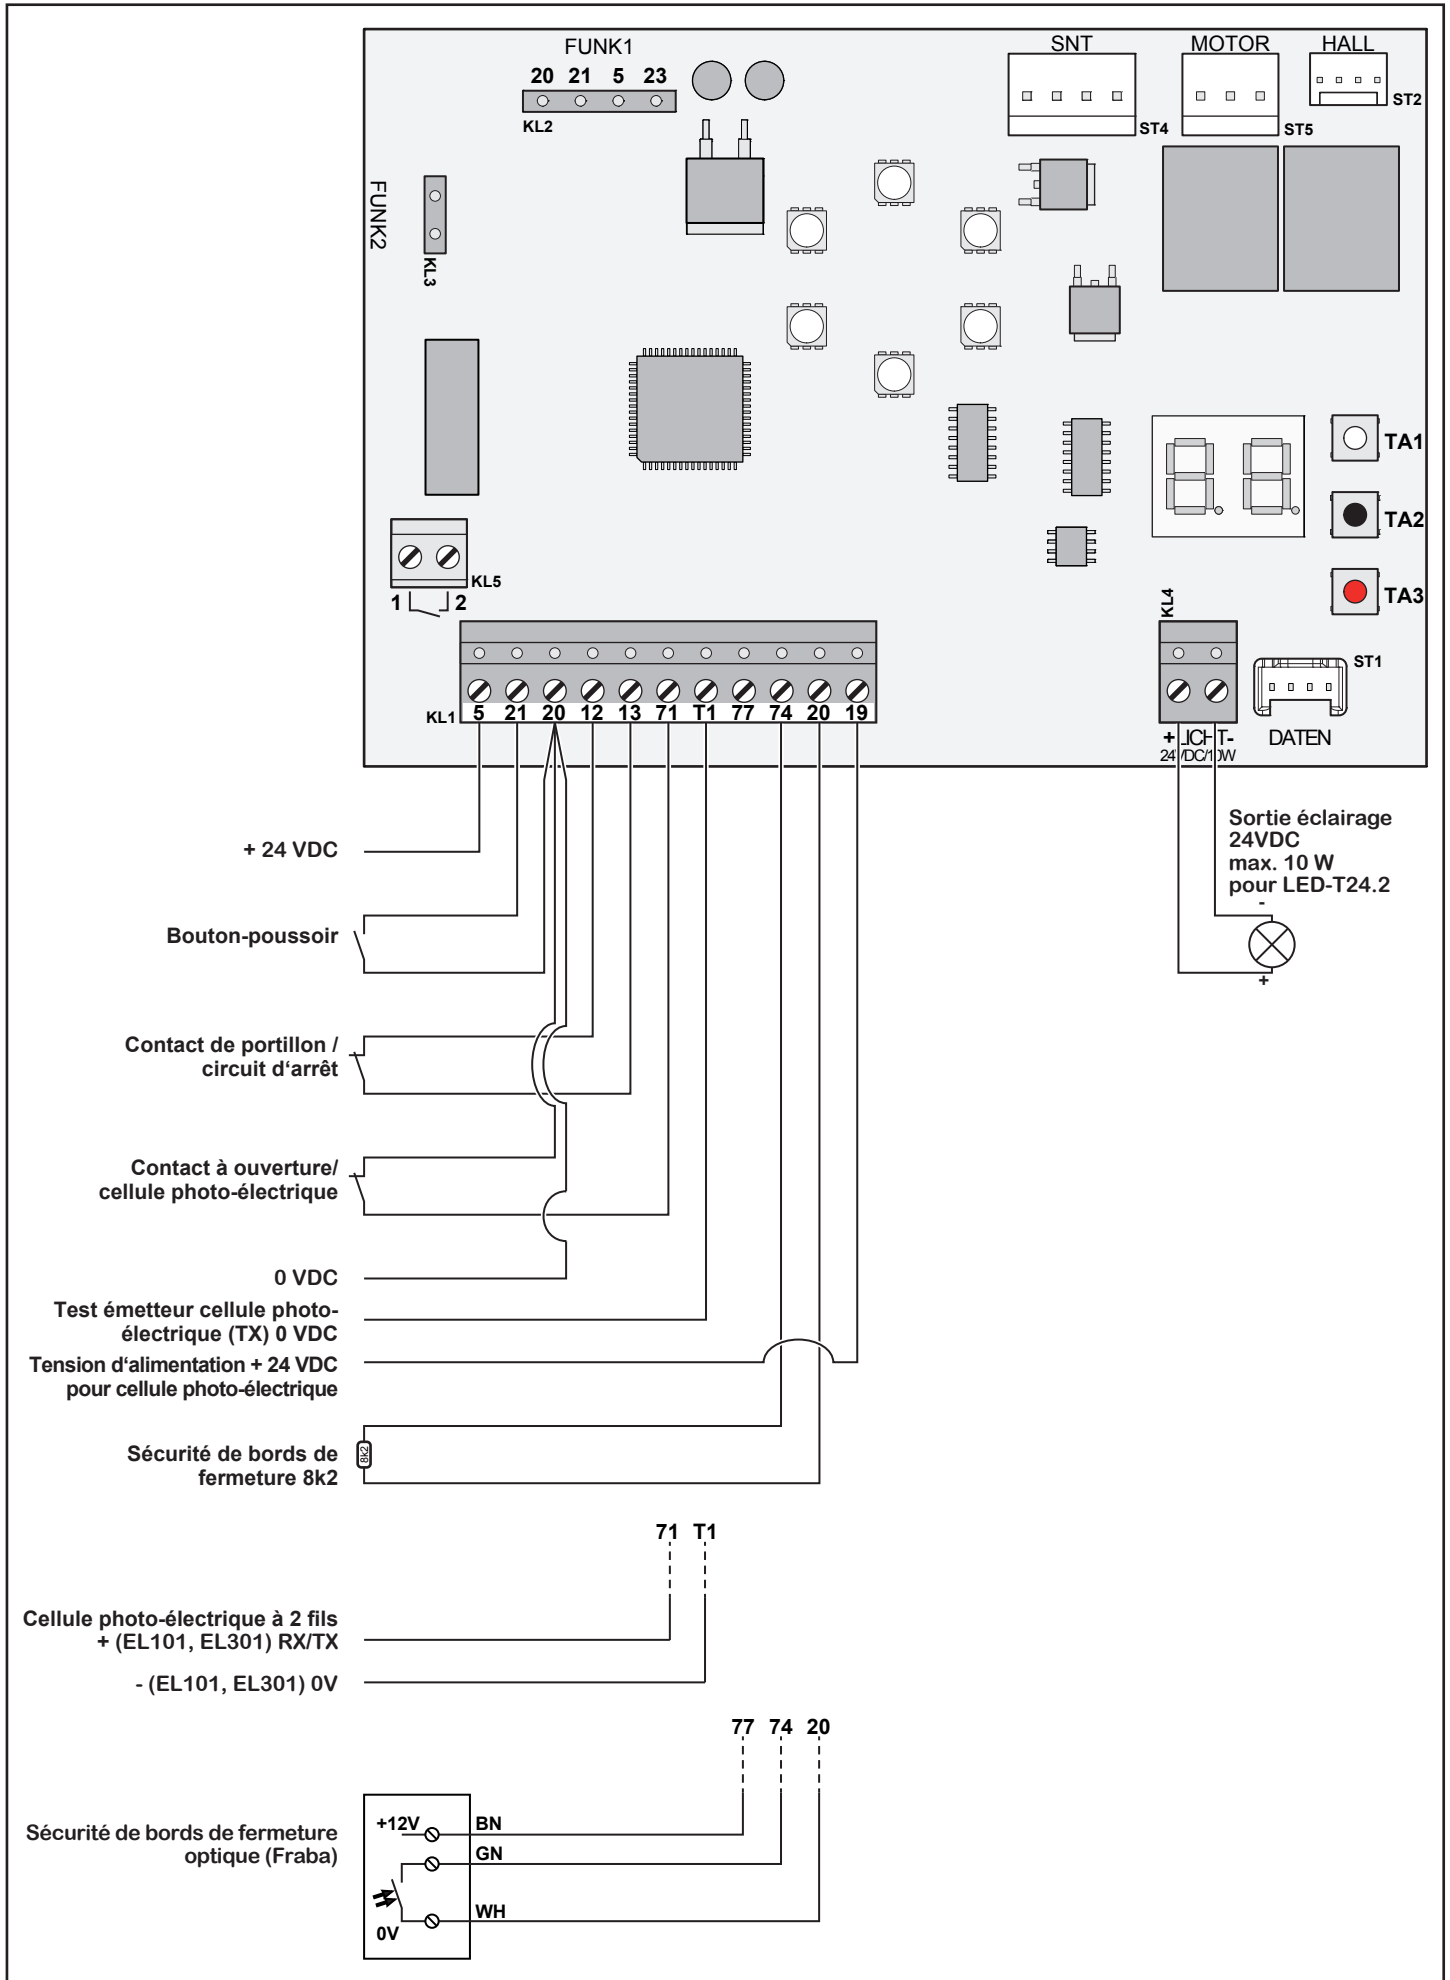 FUNK1
20 21 5 23
KL2
SNT
MOTOR
HALL
ST4
ST5
ST2
FUNK2
KL3
TA1
TA2
TA3
KL5
1 2
KL4
ST1
KL1
5 21 20 12 13 71 T1 77 74 20 19
+ LICHT -
24VDC/10W
DATEN
+ 24 VDC
Sortie éclairage
24VDC
max. 10 W
pour LED-T24.2
-
+
Bouton-poussoir
Contact de portillon /
circuit d‘arrêt
Contact à ouverture/
cellule photo-électrique
0 VDC
Test émetteur cellule photo-
électrique (TX) 0 VDC
Tension d‘alimentation + 24 VDC
pour cellule photo-électrique
Sécurité de bords de
fermeture 8k2
8k2
71 T1
Cellule photo-électrique à 2 fils
+ (EL101, EL301) RX/TX
- (EL101, EL301) 0V
77 74 20
Sécurité de bords de fermeture
optique (Fraba)
+12V
BN
GN
WH
0V